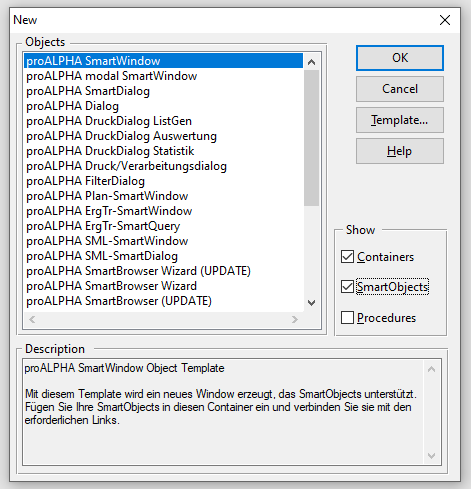 New
Objects
proALPHA SmartWindow
proALPHA modal SmartWindow
proALPHA SmartDialog
proALPHA Dialog
proALPHA DruckDialog ListGen
proALPHA DruckDialog Auswertung
proALPHA DruckDialog Statistik
proALPHA Druck/Verarbeitungsdialog
proALPHA FilterDialog
proALPHA Plan-SmartWindow
proALPHA ErgTr-SmartWindow
proALPHA ErgTr-SmartQuery
proALPHA SML-SmartWindow
proALPHA SML-SmartDialog
proALPHA SmartBrowser Wizard (UPDATE)
proALPHA SmartBrowser Wizard
proALPHA SmartBrowser (UPDATE)
OK
Cancel
Template...
Help
Show
Containers
SmartObjects
Procedures
Description
proALPHA SmartWindow Object Template
Mit diesem Template wird ein neues Window erzeugt, das SmartObjects unterstützt.
Fügen Sie Ihre SmartObjects in diesen Container ein und verbinden Sie sie mit den
erforderlichen Links.